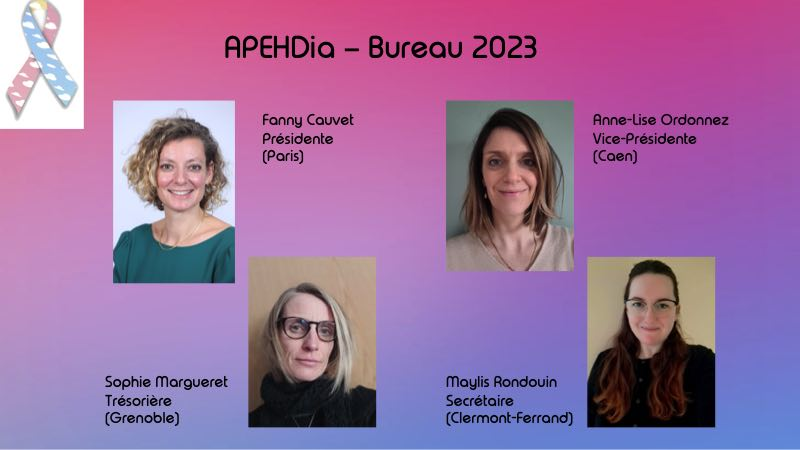 APEHDia – Bureau 2023
Fanny Cauvet
Présidente
(Paris)
Anne-Lise Ordonnez
Vice-Présidente
(Caen)
Sophie Margueret
Trésorière
(Grenoble)
Maylis Rondouin
Secrétaire
(Clermont-Ferrand)